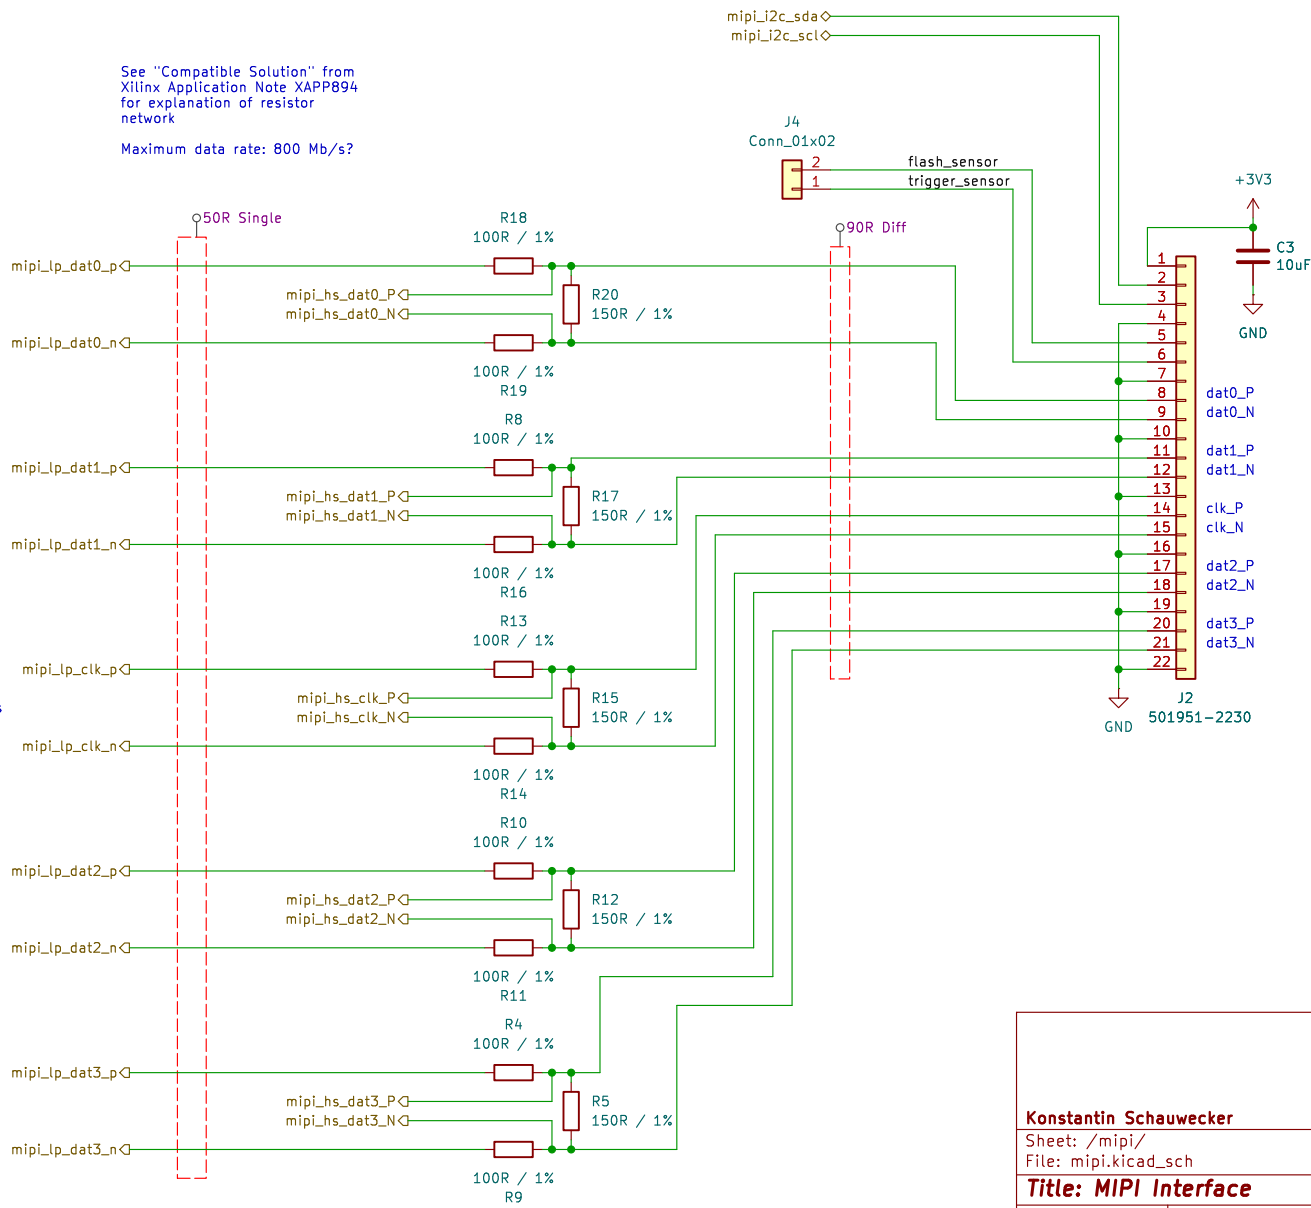 mipi_i2c_sda
mipi_i2c_scl
See "Compatible Solution" from
Xilinx Application Note XAPP894
for explanation of resistor
network
Maximum data rate: 800 Mb/s?
J4
Conn_01x02
2
1
flash_sensor
trigger_sensor
+3V3
C3
10uF
GND
50R Single
90R Diff
R18
100R / 1%
mipi_lp_dat0_p
mipi_hs_dat0_P
mipi_hs_dat0_N
R20
150R / 1%
mipi_lp_dat0_n
100R / 1%
R19
R8
100R / 1%
mipi_lp_dat1_p
mipi_hs_dat1_P
mipi_hs_dat1_N
R17
150R / 1%
mipi_lp_dat1_n
100R / 1%
R16
R13
100R / 1%
mipi_lp_clk_p
mipi_hs_clk_P
mipi_hs_clk_N
R15
150R / 1%
mipi_lp_clk_n
100R / 1%
R14
R10
100R / 1%
mipi_lp_dat2_p
mipi_hs_dat2_P
mipi_hs_dat2_N
R12
150R / 1%
mipi_lp_dat2_n
100R / 1%
R11
R4
100R / 1%
mipi_lp_dat3_p
mipi_hs_dat3_P
mipi_hs_dat3_N
R5
150R / 1%
mipi_lp_dat3_n
100R / 1%
R9
1
2
3
4
5
6
7
8 dat0_P
9 dat0_N
10
11 dat1_P
12 dat1_N
13
14 clk_P
15 clk_N
16
17 dat2_P
18 dat2_N
19
20 dat3_P
21 dat3_N
22
J2
501951-2230
GND
Konstantin Schauwecker
Sheet: /mipi/
File: mipi.kicad_sch
Title: MIPI Interface